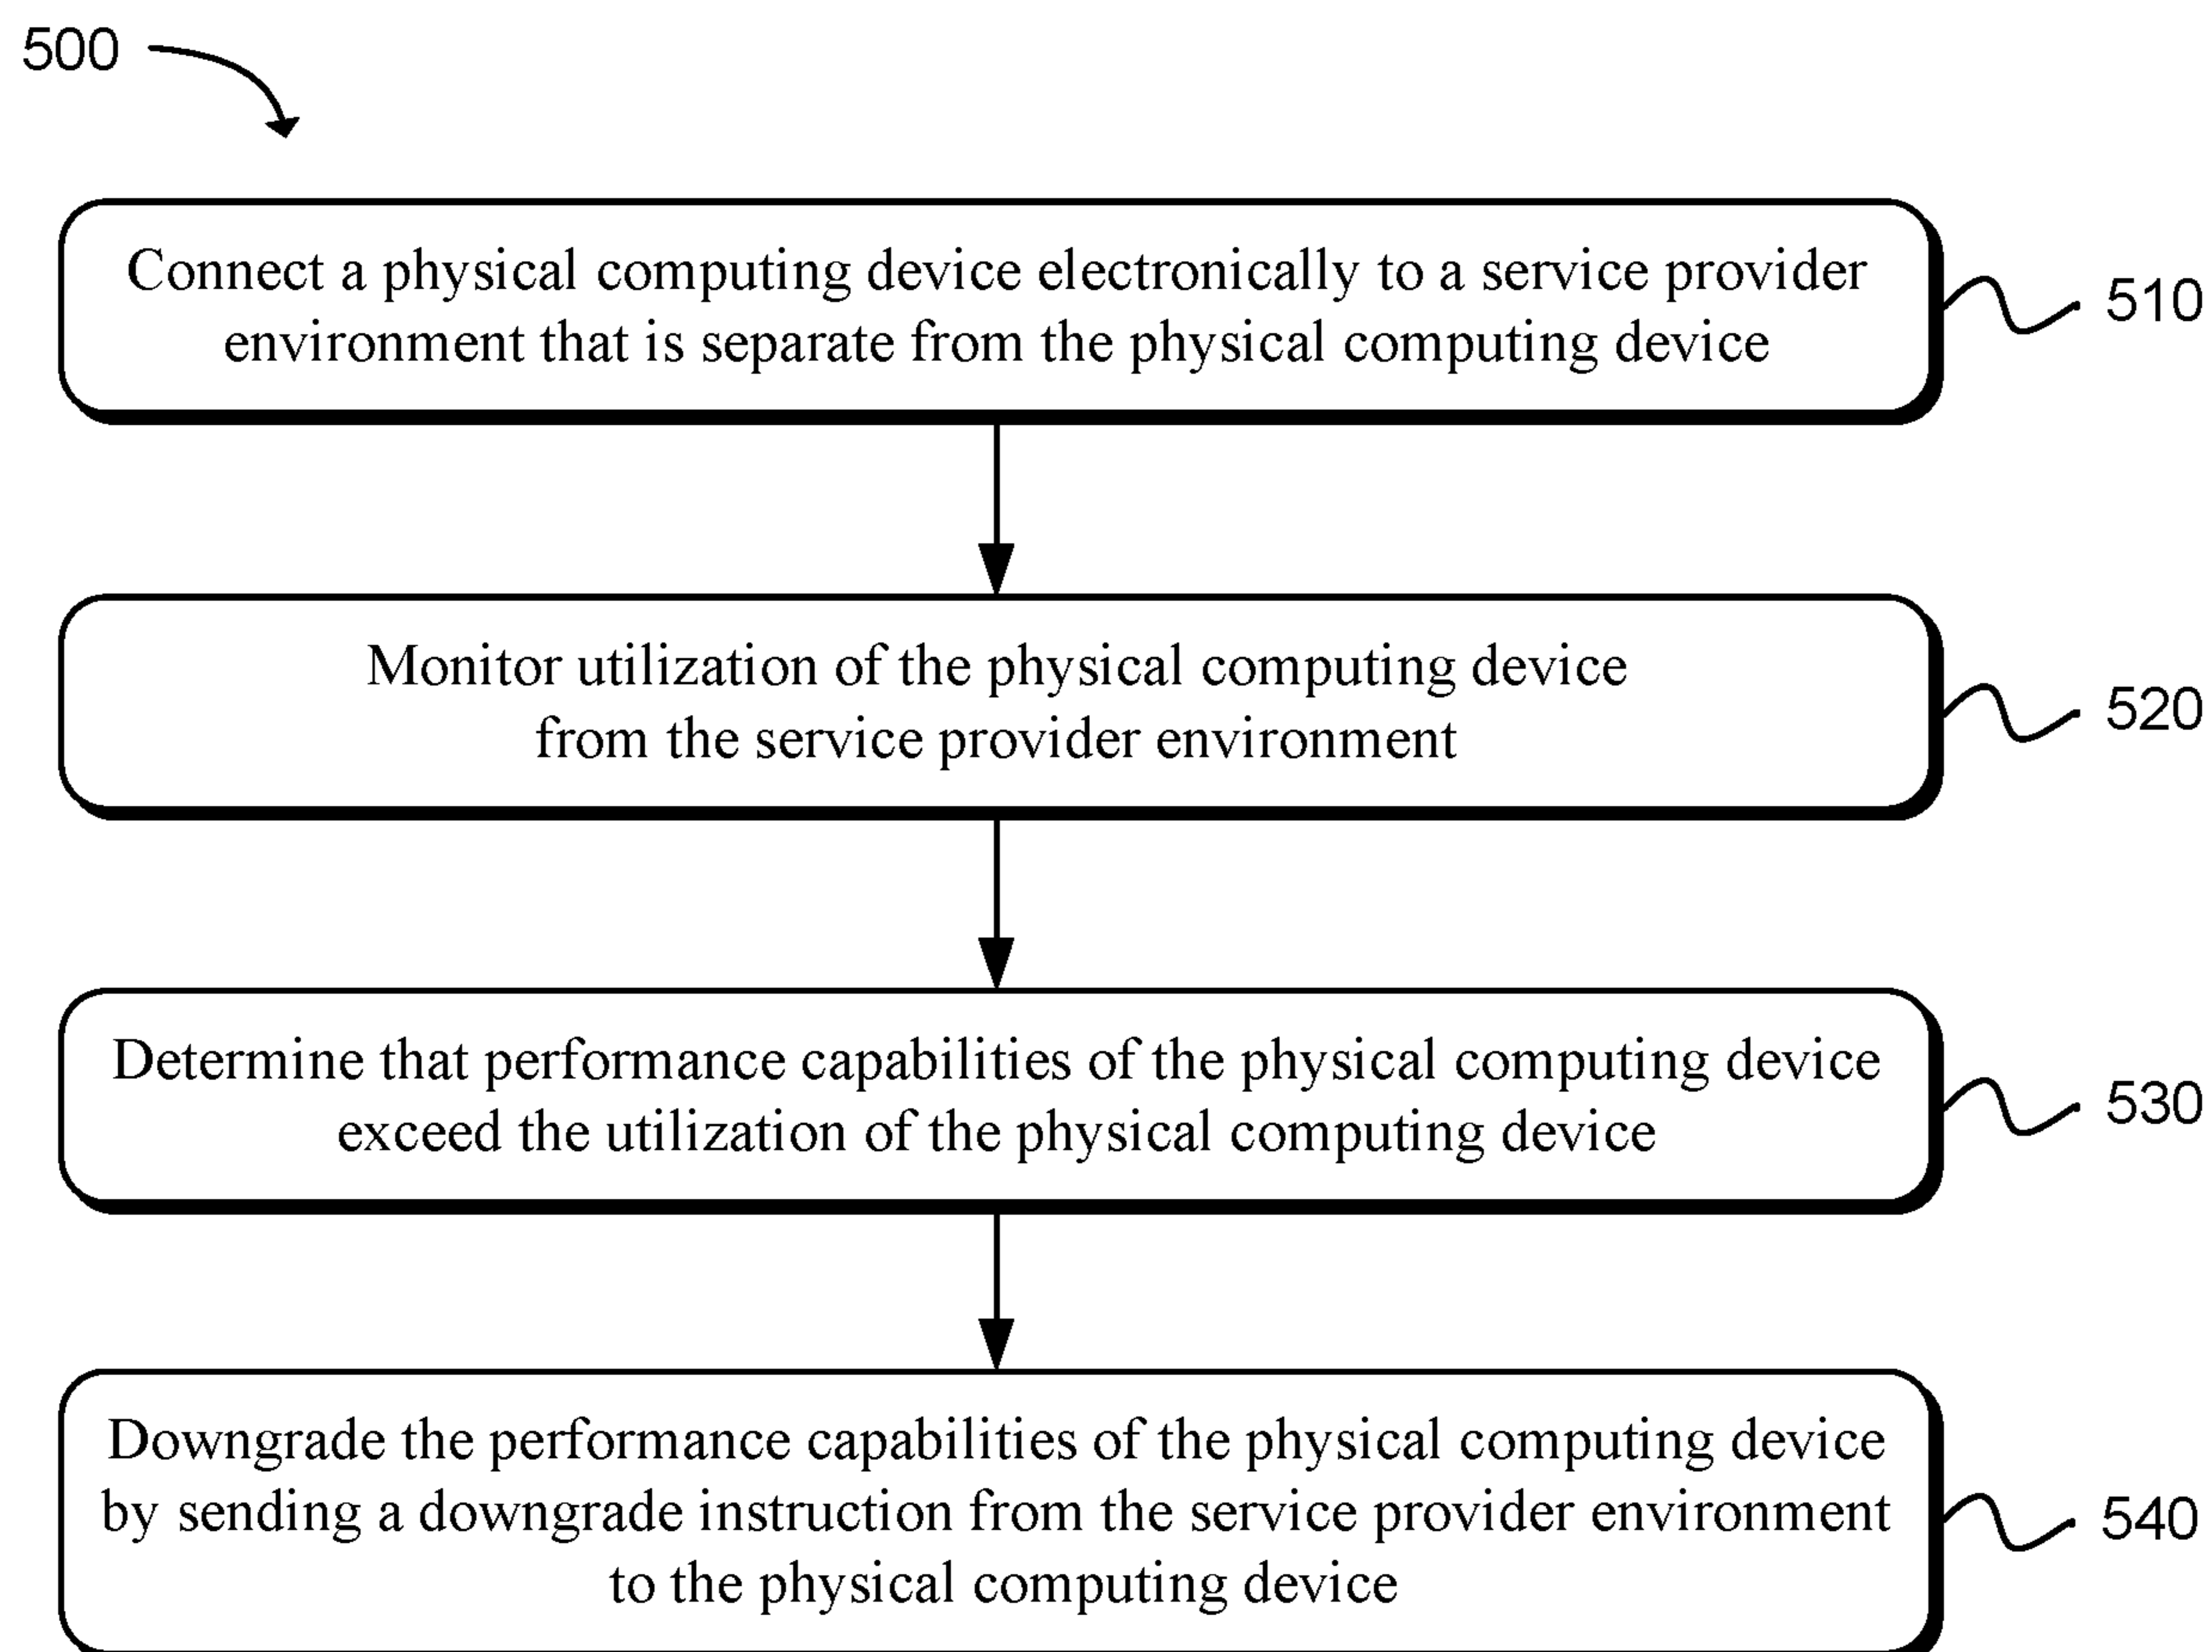 500
Connect a physical computing device electronically to a service provider
environment that is separate from the physical computing device
510
Monitor utilization of the physical computing device
from the service provider environment
520
Determine that performance capabilities of the physical computing device
exceed the utilization of the physical computing device
530
Downgrade the performance capabilities of the physical computing device
by sending a downgrade instruction from the service provider environment
to the physical computing device
540